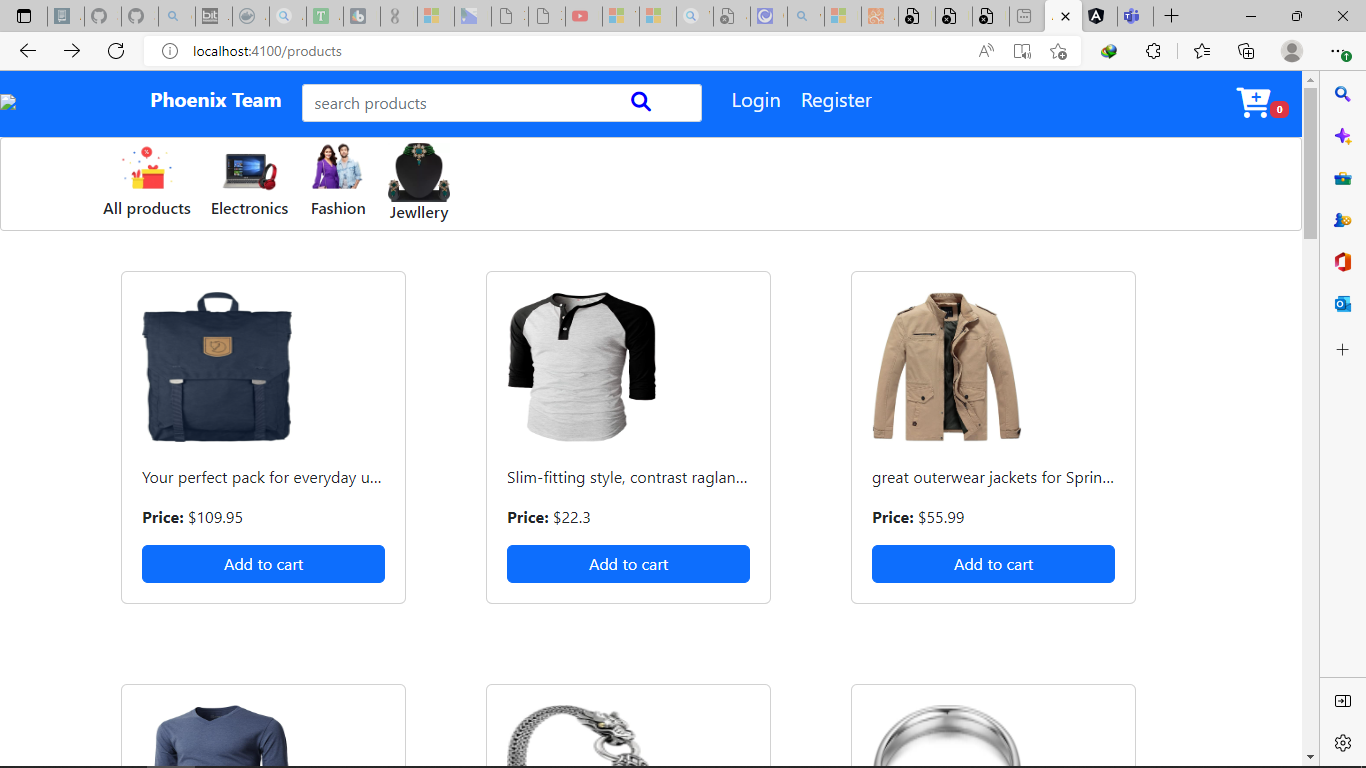 localhost:4100/products
Phoenix Team
search products
Login
Register
0
All products
Electronics
Fashion
Jewllery
Your perfect pack for everyday u...
Slim-fitting style, contrast raglan...
great outerwear jackets for Sprin...
Price: $109.95
Price: $22.3
Price: $55.99
Add to cart
Add to cart
Add to cart